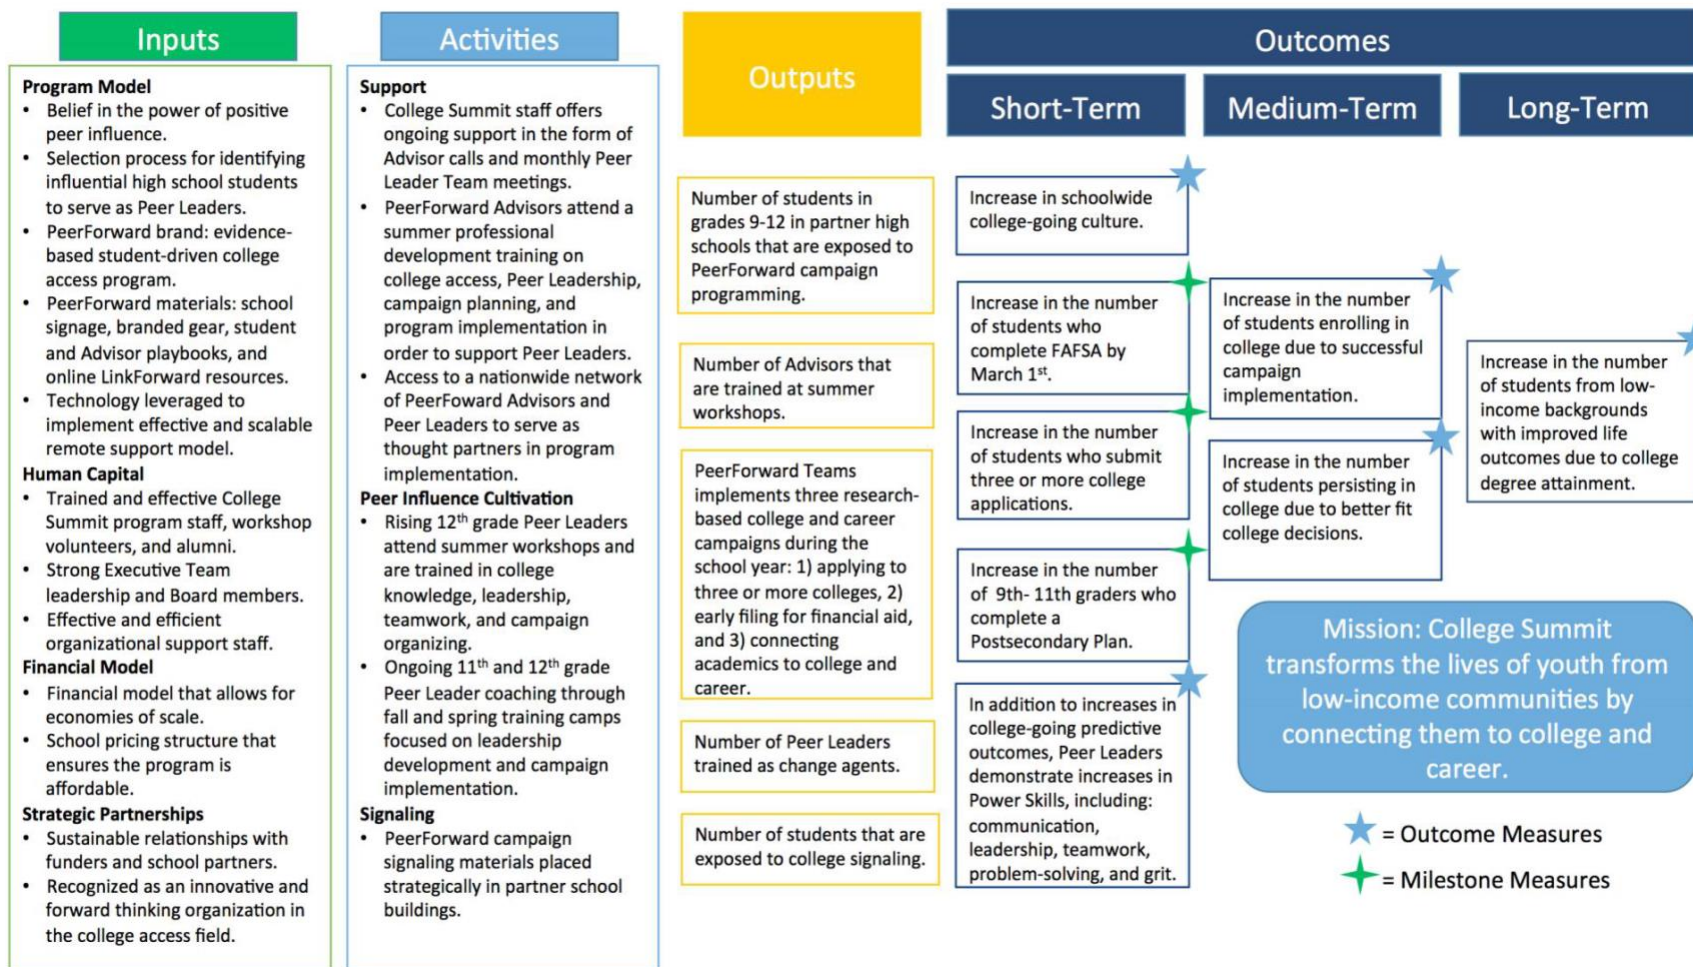 Inputs
Program Model
• Belief in the power of positive
peer influence.
• Selection process for identifying
influential high school students
to serve as Peer Leaders.
• PeerForward brand: evidence-
based student-driven college
access program.
• PeerForward materials: school
signage, branded gear, student
and Advisor playbooks, and
online LinkForward resources.
• Technology leveraged to
implement effective and scalable
remote support model.
Human Capital
• Trained and effective College
Summit program staff, workshop
volunteers, and alumni.
• Strong Executive Team
leadership and Board members.
• Effective and efficient
organizational support staff.
Financial Model
• Financial model that allows for
economies of scale.
• School pricing structure that
ensures the program is
affordable.
Strategic Partnerships
• Sustainable relationships with
funders and school partners.
• Recognized as an innovative and
forward thinking organization in
the college access field.
Activities
Support
• College Summit staff offers
ongoing support in the form of
Advisor calls and monthly Peer
Leader Team meetings.
• PeerForward Advisors attend a
summer professional
development training on
college access, Peer Leadership,
campaign planning, and
program implementation in
order to support Peer Leaders.
• Access to a nationwide network
of PeerFoward Advisors and
Peer Leaders to serve as
thought partners in program
implementation.
Peer Influence Cultivation
• Rising 12th grade Peer Leaders
attend summer workshops and
are trained in college
knowledge, leadership,
teamwork, and campaign
organizing.
• Ongoing 11th and 12th grade
Peer Leader coaching through
fall and spring training camps
focused on leadership
development and campaign
implementation.
Signaling
• PeerForward campaign
signaling materials placed
strategically in partner school
buildings.
Outputs
Number of students in
grades 9-12 in partner high
schools that are exposed to
PeerForward campaign
programming.
Number of Advisors that
are trained at summer
workshops.
PeerForward Teams
implements three research-
based college and career
campaigns during the
school year: 1) applying to
three or more colleges, 2)
early filing for financial aid,
and 3) connecting
academics to college and
career.
Number of Peer Leaders
trained as change agents.
Number of students that are
exposed to college signaling.
Outcomes
Short-Term
Increase in schoolwide
college-going culture.
Increase in the number
of students who
complete FAFSA by
March 1st.
Increase in the number
of students who submit
three or more college
applications.
Increase in the number
of 9th- 11th graders who
complete a
Postsecondary Plan.
In addition to increases in
college-going predictive
outcomes, Peer Leaders
demonstrate increases in
Power Skills, including:
communication,
leadership, teamwork,
problem-solving, and grit.
Medium-Term
Increase in the number
of students enrolling in
college due to successful
campaign
implementation.
Increase in the number
of students persisting in
college due to better fit
college decisions.
Long-Term
Increase in the number
of students from low-
income backgrounds
with improved life
outcomes due to college
degree attainment.
Mission: College Summit
transforms the lives of youth from
low-income communities by
connecting them to college and
career.
= Outcome Measures
= Milestone Measures